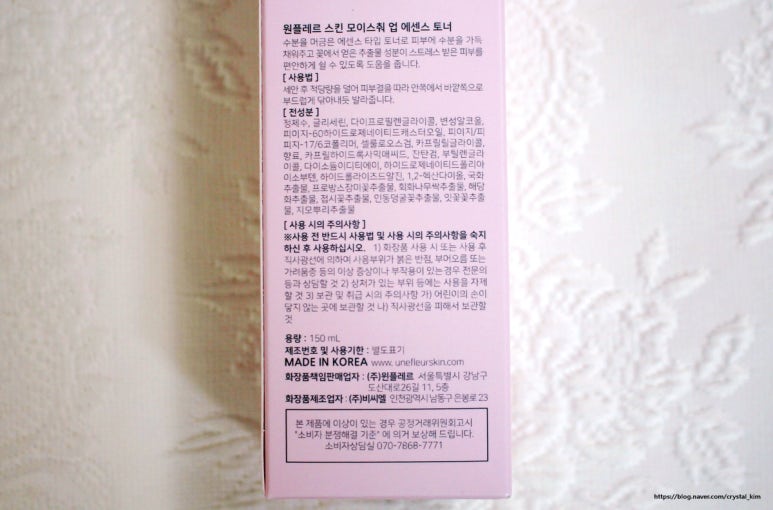 원플레르 스킨 모이스춰 업 에센스 토너
수분을 머금은 에센스 타입 토너로 피부에 수분을 가득
채워주고 꽃에서 얻은 추출물 성분이 스트레스 받은 피부를
편안하게 쉴 수 있도록 도움을 줍니다.
[ 사용법 ]
세안 후 적당량을 덜어 피부결을 따라 안쪽에서 바깥쪽으로
부드럽게 닦아내듯 발라줍니다.
[ 전성분 ]
정제수, 글리세린, 다이프로필렌글라이콜, 변성알코올,
피이지-60하이드로제네이티드캐스터오일, 피이지/피
피지-17/6코폴리머, 셀룰로오스검, 카프릴릴글라이콜,
향료, 카프릴하이드록사믹애씨드, 잔탄검, 부틸렌글라
이콜, 다이소듐이디티에이, 하이드로제네이티드폴리아
이소부텐, 하이드롤라이즈드알진, 1,2-헥산다이올, 국화
추출물, 프로방스장미꽃추출물, 회화나무싹추출물, 해당
화추출물, 접시꽃추출물, 인동덩굴꽃추출물, 잇꽃꽃추출
물, 지모뿌리추출물
[ 사용 시의 주의사항 ]
※사용 전 반드시 사용법 및 사용 시의 주의사항을 숙지
하신 후 사용하십시오. 1) 화장품 사용 시 또는 사용 후
직사광선에 의하여 사용부위가 붉은 반점, 부어오름 또는
가려움증 등의 이상 증상이나 부작용이 있는 경우 전문의
등과 상담할 것 2) 상처가 있는 부위 등에는 사용을 자제
할 것 3) 보관 및 취급 시의 주의사항 가) 어린이의 손이
닿지 않는 곳에 보관할 것 나) 직사광선을 피해서 보관할
것
용량 : 150 mL
제조번호 및 사용기한 : 별도표기
MADE IN KOREA www. unefleurskin.com
화장품책임판매업자 : (주)윈플레르 서울특별시 강남구
도산대로26길 11, 5층
화장품제조업자 : (주)비씨엘 인천광역시 남동구 은봉로 23
본 제품에 이상이 있는 경우 공정거래위원회고시
"소비자 분쟁해결 기준" 에 의거 보상해 드립니다.
소비자상담실 070-7868-7771
https://blog.naver.com/crystal_kim